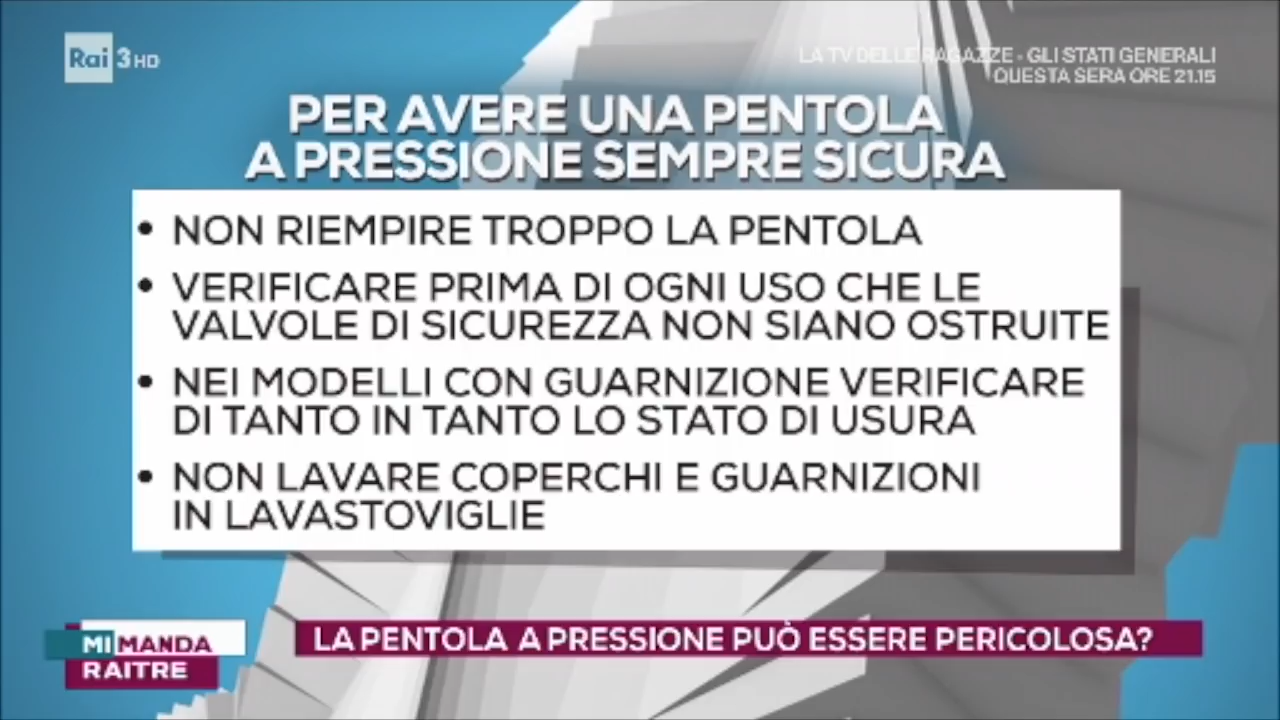 Rai 3HD
LA TV DELLE RAGAZZE - GLI STATI GENERALI
QUESTA SERA ORE 21.15
PER AVERE UNA PENTOLA
A PRESSIONE SEMPRE SICURA
• NON RIEMPIRE TROPPO LA PENTOLA
• VERIFICARE PRIMA DI OGNI USO CHE LE
VALVOLE DI SICUREZZA NON SIANO OSTRUITE
• NEI MODELLI CON GUARNIZIONE VERIFICARE
DI TANTO IN TANTO LO STATO DI USURA
• NON LAVARE COPERCHI E GUARNIZIONI
IN LAVASTOVIGLIE
MI MANDA
RAITRE
LA PENTOLA A PRESSIONE PUÒ ESSERE PERICOLOSA?